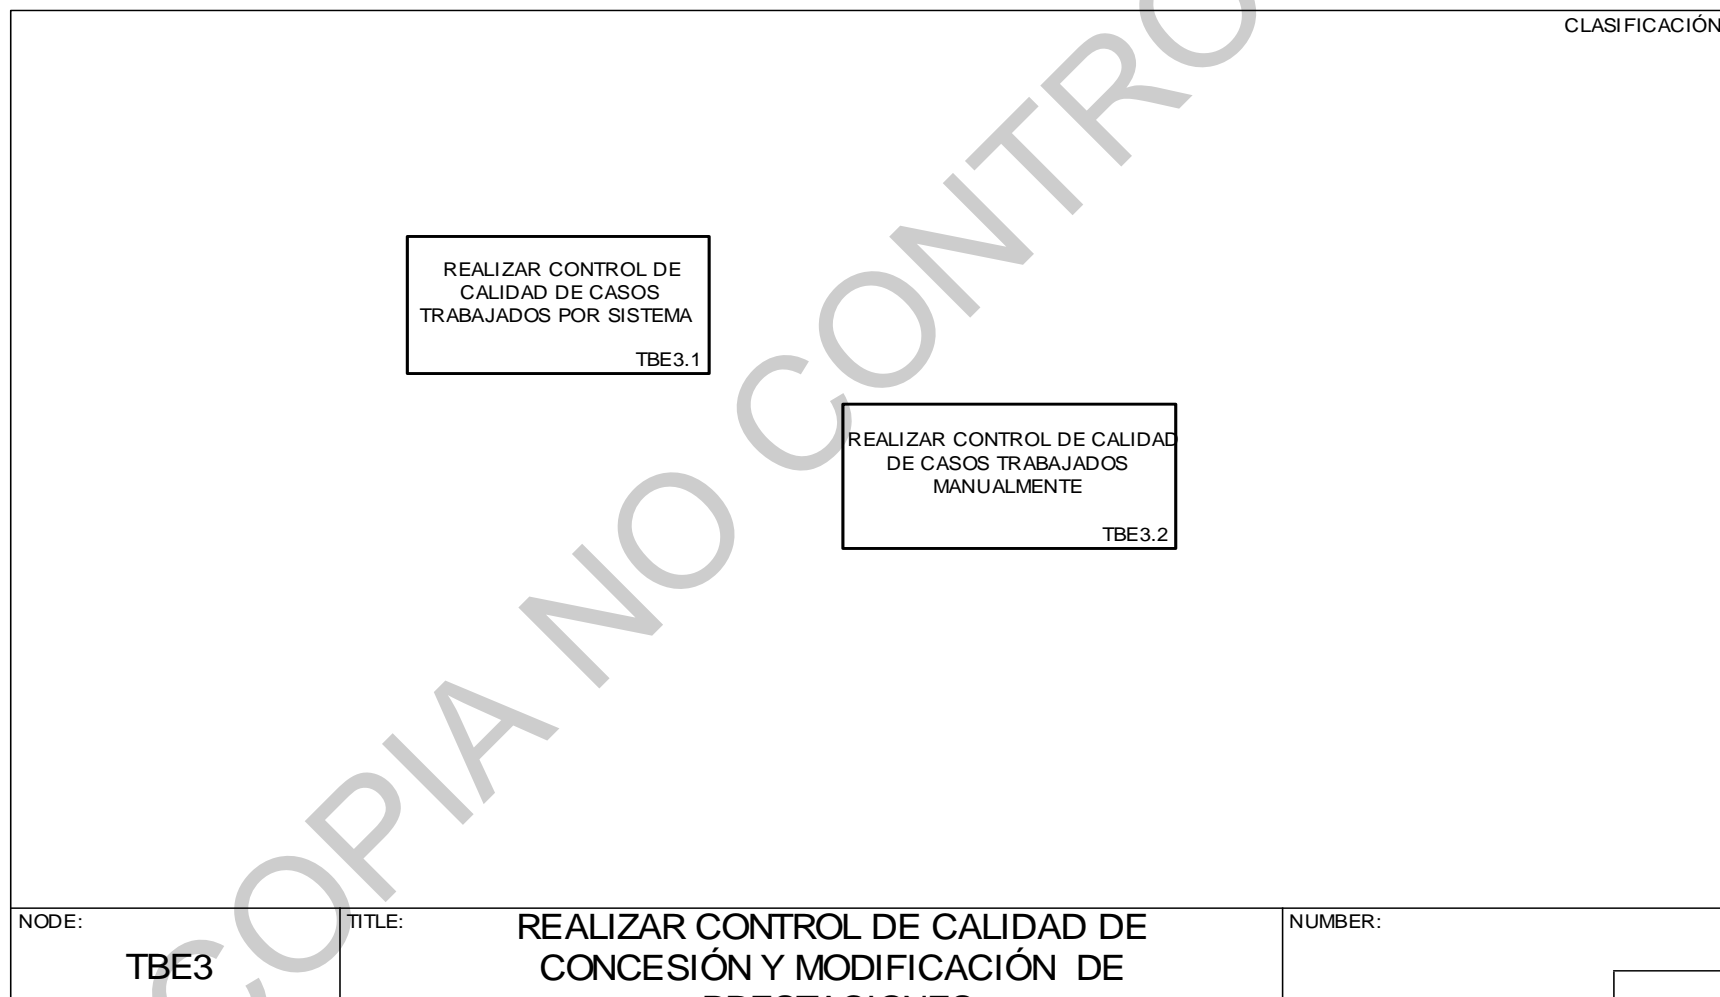 CLASIFICACIÓN
REALIZAR CONTROL DE
CALIDAD DE CASOS
TRABAJADOS POR SISTEMA
TBE3.1
REALIZAR CONTROL DE CALIDAD
DE CASOS TRABAJADOS
MANUALMENTE
TBE3.2
COPIA NO CONTRO
NODE:
TBE3
TITLE:
REALIZAR CONTROL DE CALIDAD DE
CONCESIÓN Y MODIFICACIÓN DE
PRESTACIONES
NUMBER: